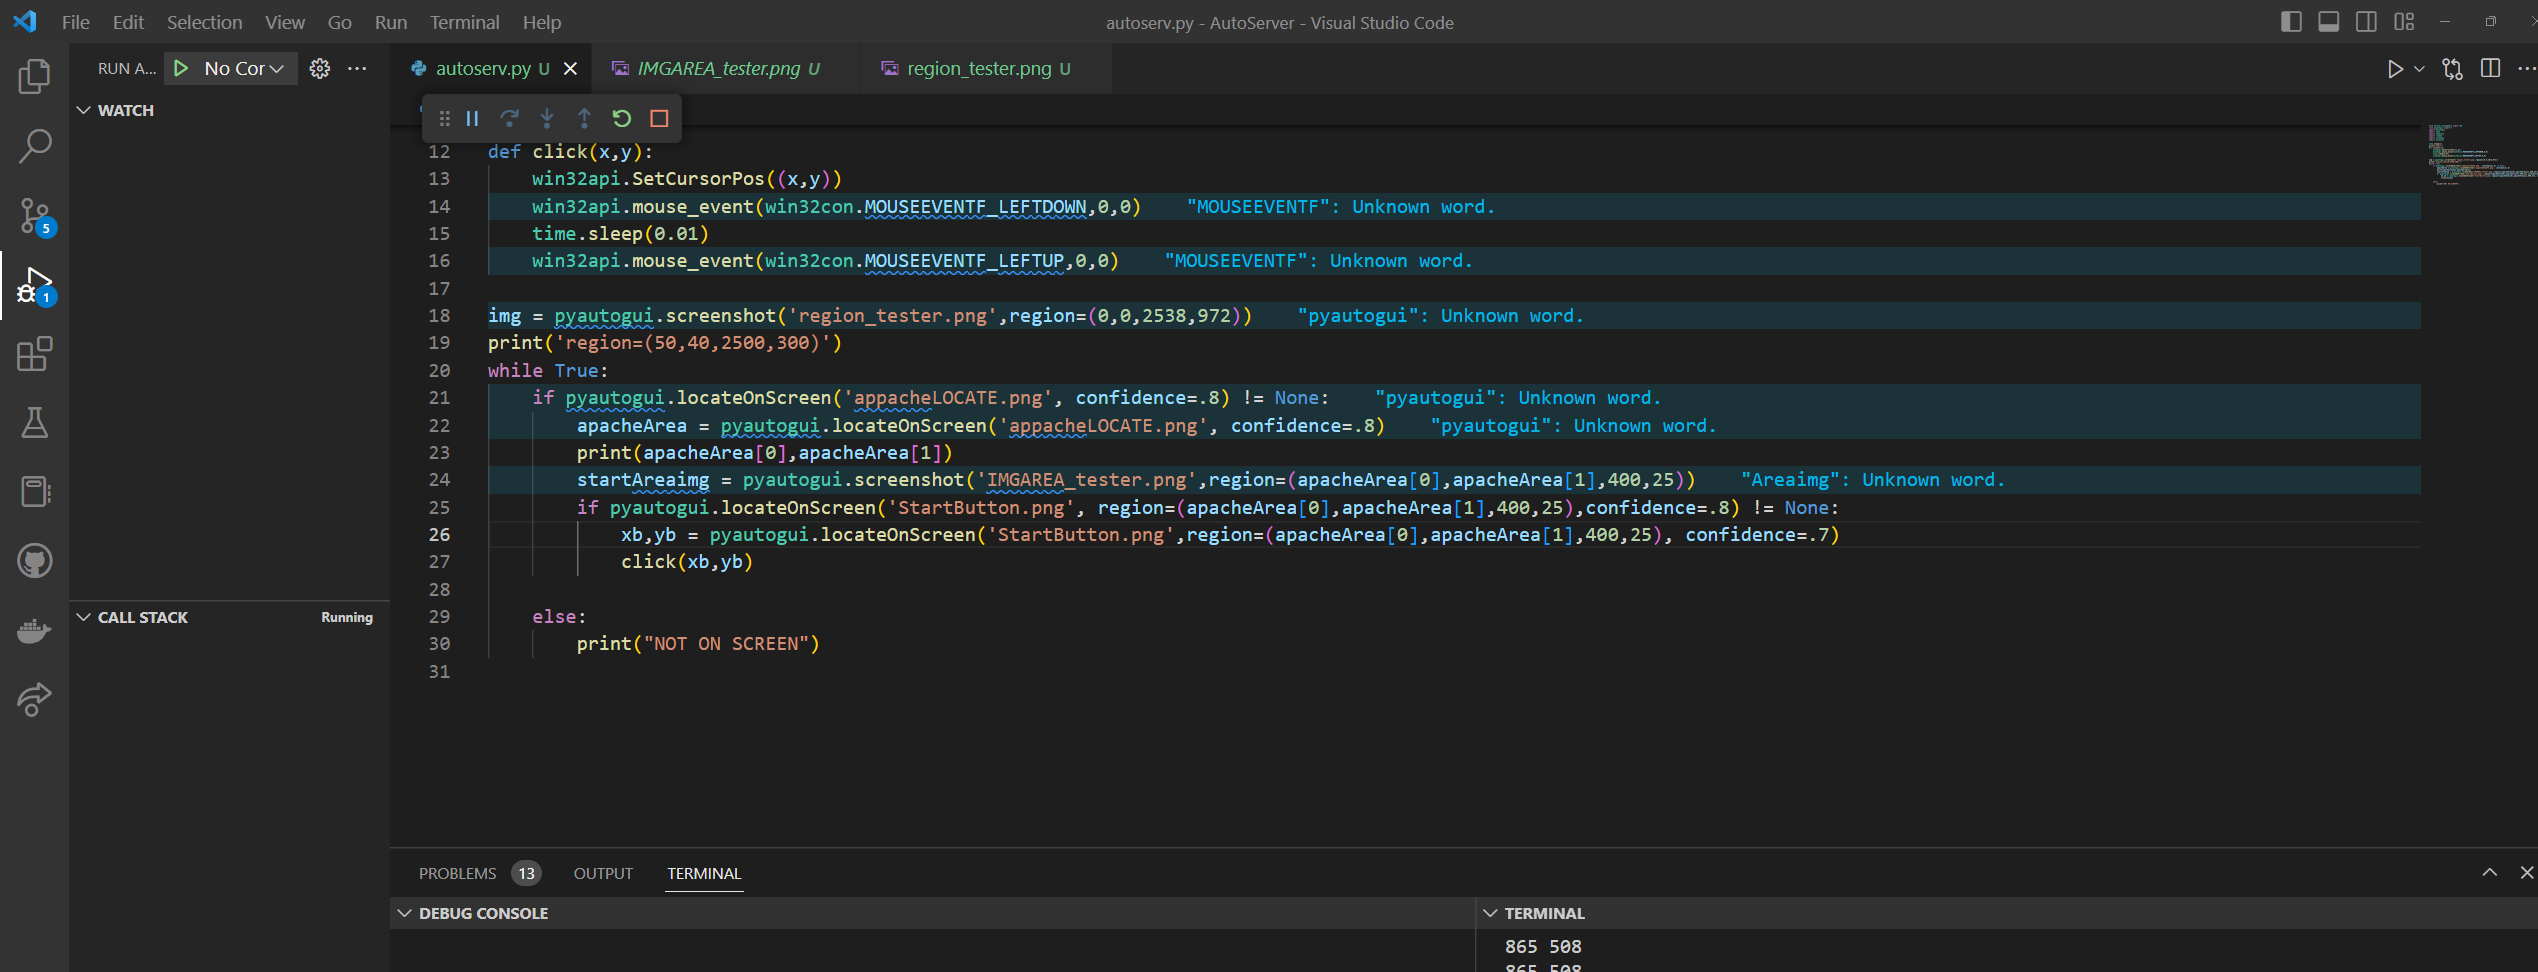 File Edit Selection View Go Run Terminal Help
autoserv.py - AutoServer - Visual Studio Code
RUN A... No Cor
autoserv.py U
IMGAREA_tester.png U
region_tester.png U
WATCH
5
1
12 def click(x,y):
13 win32api.SetCursorPos((x,y))
14 win32api.mouse_event(win32con.MOUSEEVENTF_LEFTDOWN,0,0) "MOUSEEVENTF": Unknown word.
15 time.sleep(0.01)
16 win32api.mouse_event(win32con.MOUSEEVENTF_LEFTUP,0,0) "MOUSEEVENTF": Unknown word.
17
18 img = pyautogui.screenshot('region_tester.png',region=(0,0,2538,972)) "pyautogui": Unknown word.
19 print('region=(50,40,2500,300)')
20 while True:
21 if pyautogui.locateOnScreen('appacheLOCATE.png', confidence=.8) != None: "pyautogui": Unknown word.
22 apacheArea = pyautogui.locateOnScreen('appacheLOCATE.png', confidence=.8) "pyautogui": Unknown word.
23 print(apacheArea[0],apacheArea[1])
24 startAreaimg = pyautogui.screenshot('IMGAREA_tester.png',region=(apacheArea[0],apacheArea[1],400,25)) "Areaimg": Unknown word.
25 if pyautogui.locateOnScreen('StartButton.png', region=(apacheArea[0],apacheArea[1],400,25),confidence=.8) != None:
26 xb,yb = pyautogui.locateOnScreen('StartButton.png',region=(apacheArea[0],apacheArea[1],400,25), confidence=.7)
27 click(xb,yb)
28
29 else:
30 print("NOT ON SCREEN")
31
CALL STACK Running
PROBLEMS 13 OUTPUT TERMINAL
DEBUG CONSOLE
TERMINAL
865 508
865 508